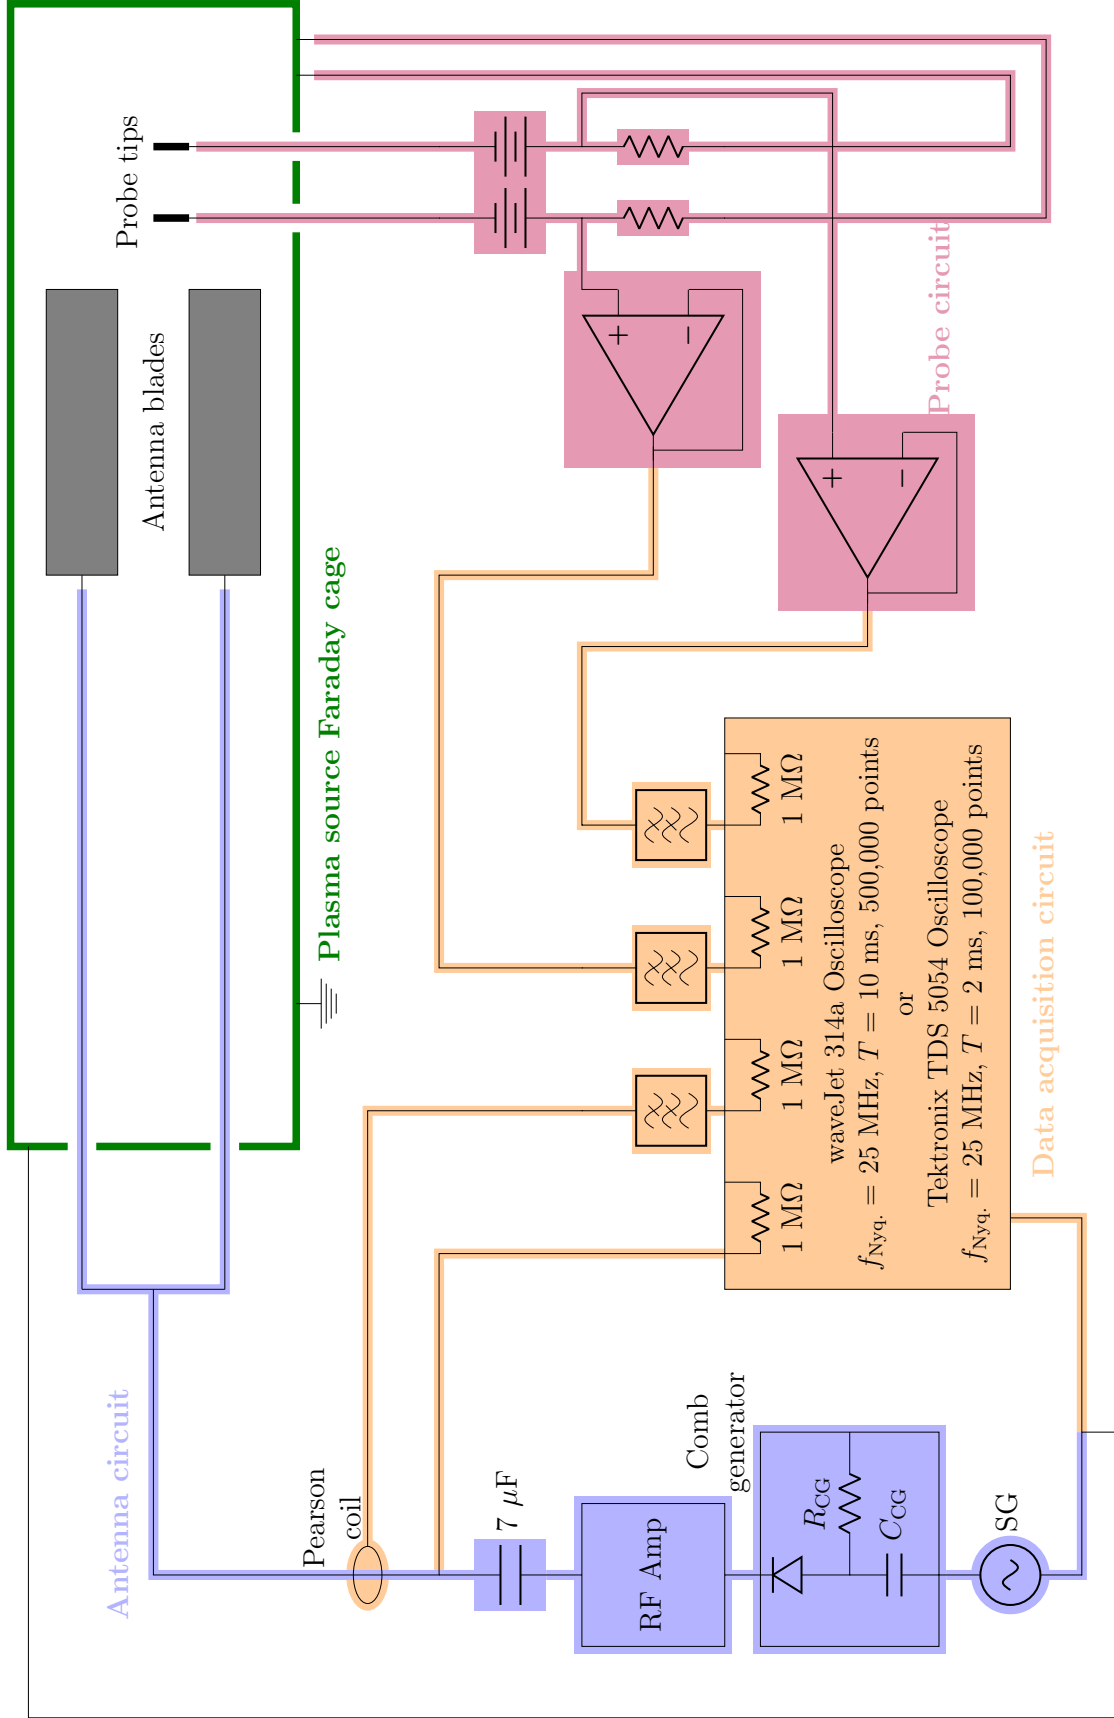 Antenna circuit
Pearson
coil
7 μF
RF Amp
Comb
generator
R_CG
C_CG
SG
Plasma source Faraday cage
Antenna blades
Probe tips
+
−
+
−
Probe circuit
1 MΩ
1 MΩ
1 MΩ
1 MΩ
waveJet 314a Oscilloscope
f_Nyq. = 25 MHz, T = 10 ms, 500,000 points
or
Tektronix TDS 5054 Oscilloscope
f_Nyq. = 25 MHz, T = 2 ms, 100,000 points
Data acquisition circuit